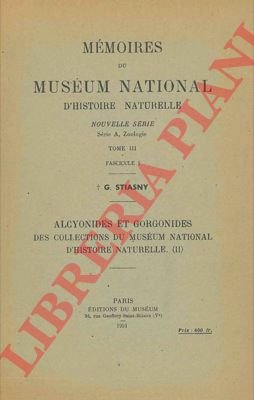 MÉMOIRES
DU
MUSÉUM NATIONAL
D'HISTOIRE NATURELLE
NOUVELLE SÉRIE
Série A, Zoologie
TOME III
FASCICULE
† G. STIASNY
ALCYONIDES ET GORGONIDES
DES COLLECTIONS DU MUSÉUM NATIONAL
D'HISTOIRE NATURELLE. (II)
PARIS
ÉDITIONS DU MUSÉUM
rue Geoffroy-Saint-Hilaire (Vᵉ)
1951
Prix : 600 fr.
LIBRERIA PIANI